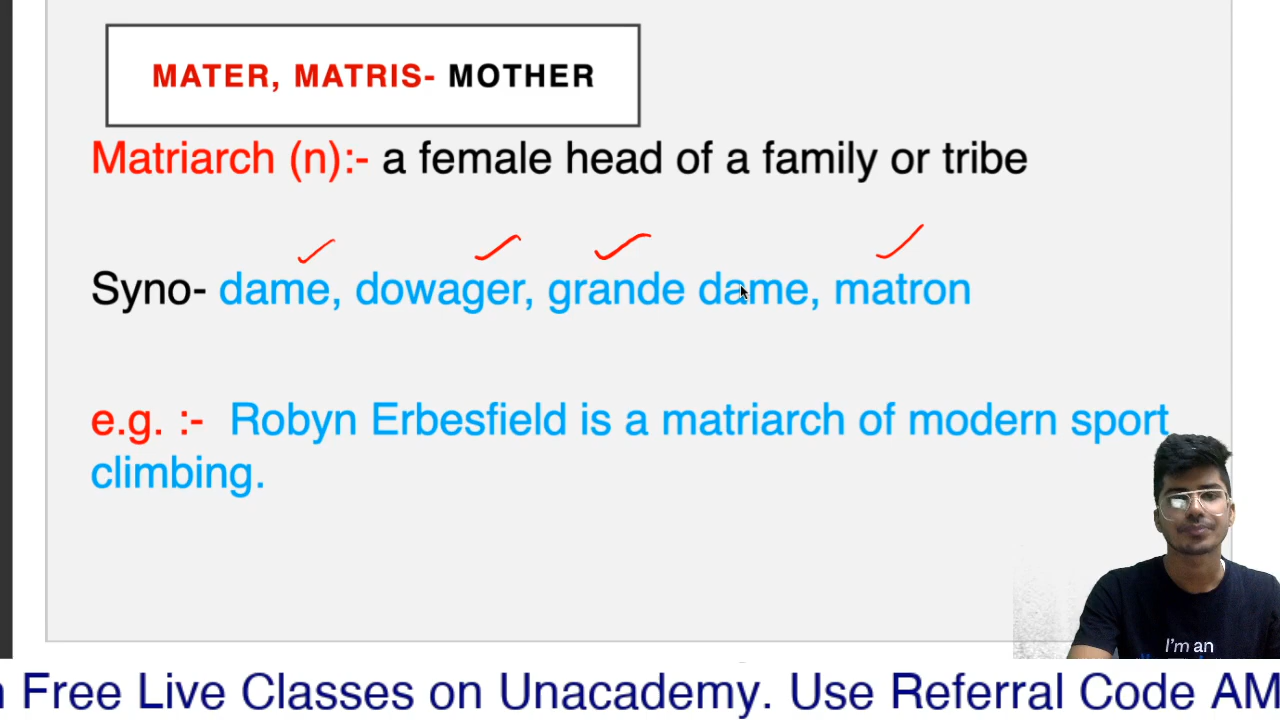 MATER, MATRIS- MOTHER
Matriarch (n):- a female head of a family or tribe
Syno- dame, dowager, grande dame, matron
e.g. :- Robyn Erbesfield is a matriarch of modern sport
climbing.
I'm an
Free Live Classes on Unacademy. Use Referral Code AM